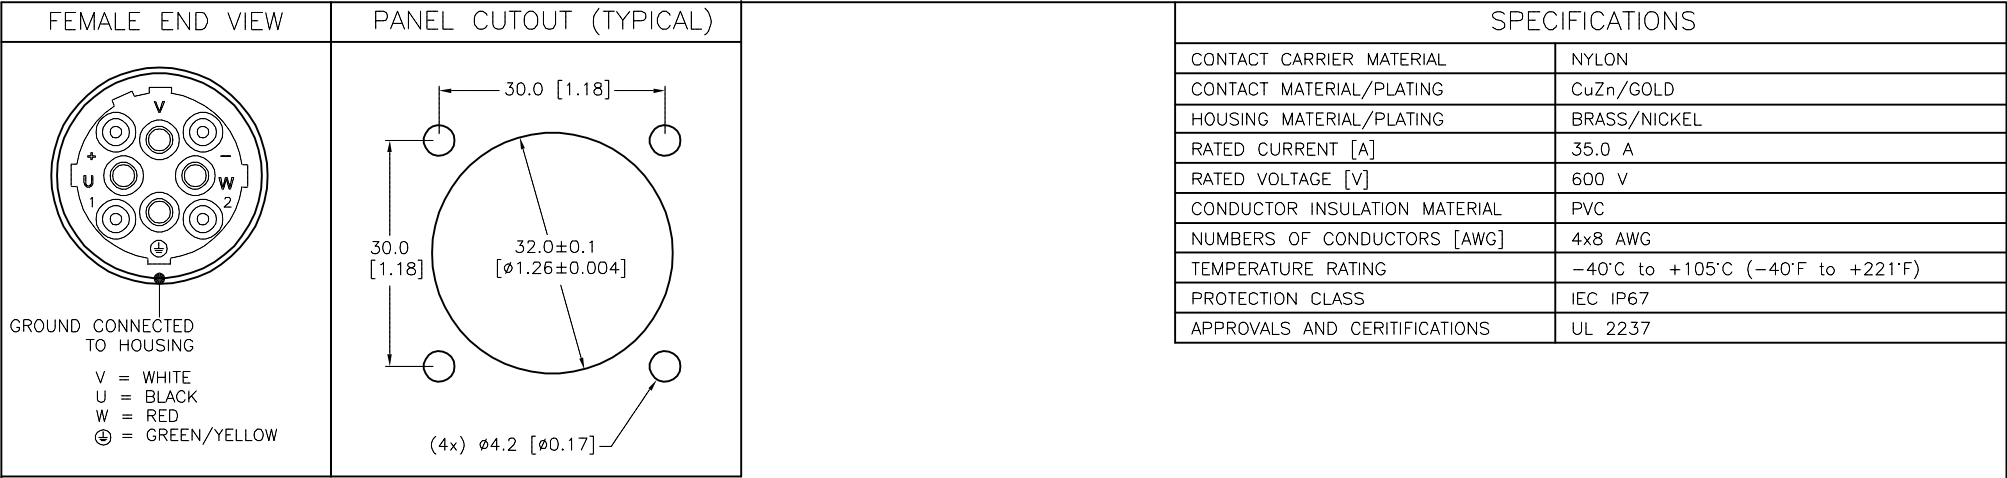 FEMALE END VIEW
V
+ −
U W
1 2
GROUND CONNECTED
TO HOUSING
V = WHITE
U = BLACK
W = RED
⏚ = GREEN/YELLOW
PANEL CUTOUT (TYPICAL)
30.0 [1.18]
30.0
[1.18]
32.0±0.1
[ø1.26±0.004]
(4x) ø4.2 [ø0.17]
SPECIFICATIONS
CONTACT CARRIER MATERIAL NYLON
CONTACT MATERIAL/PLATING CuZn/GOLD
HOUSING MATERIAL/PLATING BRASS/NICKEL
RATED CURRENT [A] 35.0 A
RATED VOLTAGE [V] 600 V
CONDUCTOR INSULATION MATERIAL PVC
NUMBERS OF CONDUCTORS [AWG] 4x8 AWG
TEMPERATURE RATING −40°C to +105°C (−40°F to +221°F)
PROTECTION CLASS IEC IP67
APPROVALS AND CERITIFICATIONS UL 2237